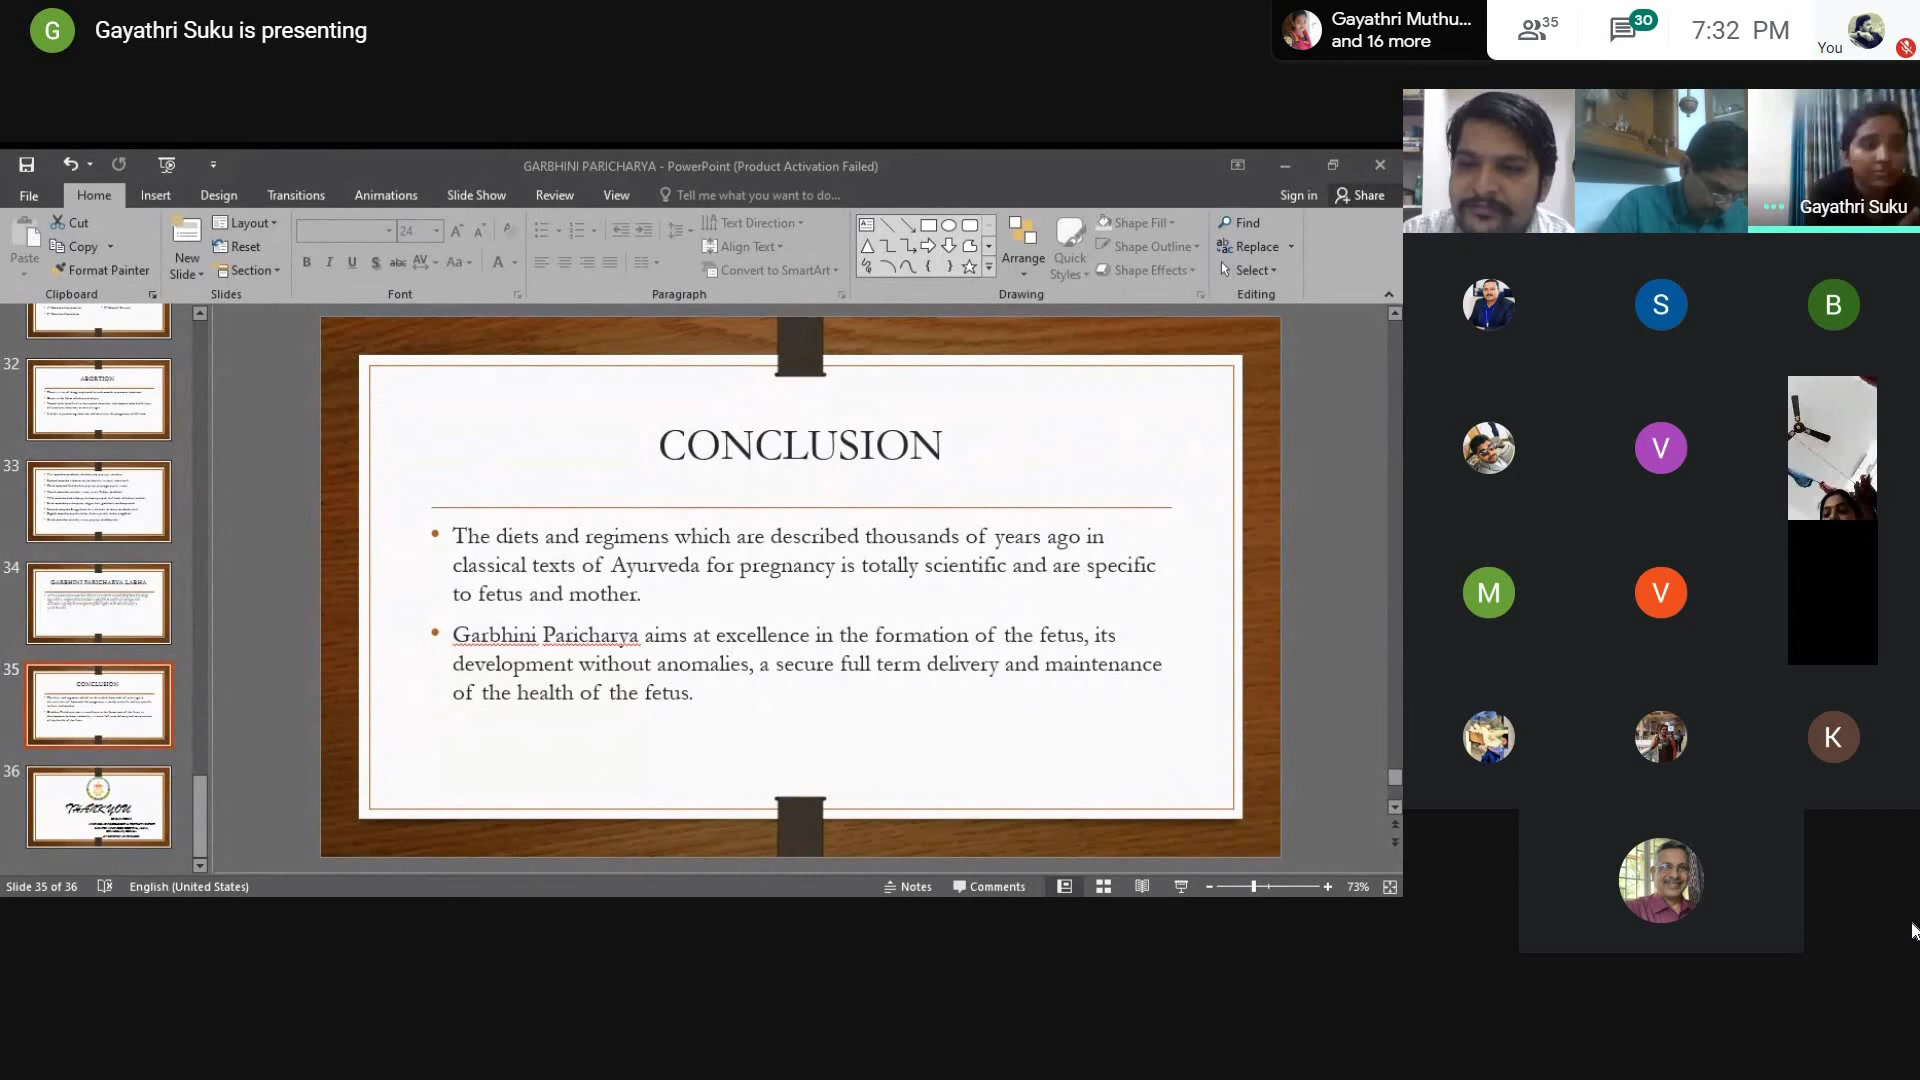 G
Gayathri Suku is presenting
Gayathri Muthu...
and 16 more
35
30
7:32 PM
You
GARBHINI PARICHARYA - PowerPoint (Product Activation Failed)
File
Home
Insert
Design
Transitions
Animations
Slide Show
Review
View
Tell me what you want to do...
Sign in
Share
Paste
Cut
Copy
Format Painter
Clipboard
New
Slide
Layout
Reset
Section
Slides
24
B I U S abc AV Aa A
Font
Text Direction
Align Text
Convert to SmartArt
Paragraph
Arrange
Quick
Styles
Shape Fill
Shape Outline
Shape Effects
Drawing
Find
Replace
Select
Editing
32
ABORTION
33
34
GARBHINI PARICHARYA LABHA
35
CONCLUSION
36
THANK YOU
CONCLUSION
• The diets and regimens which are described thousands of years ago in
classical texts of Ayurveda for pregnancy is totally scientific and are specific
to fetus and mother.
• Garbhini Paricharya aims at excellence in the formation of the fetus, its
development without anomalies, a secure full term delivery and maintenance
of the health of the fetus.
Slide 35 of 36
English (United States)
Notes
Comments
73%
Gayathri Suku
S
B
V
M
V
K